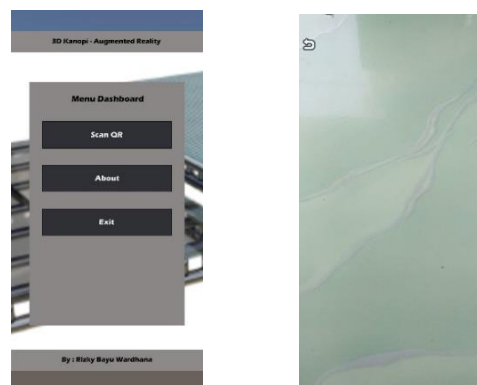 3D Kanopi - Augmented Reality
Menu Dashboard
Scan QR
About
Exit
By : Rizky Bayu Wardhana